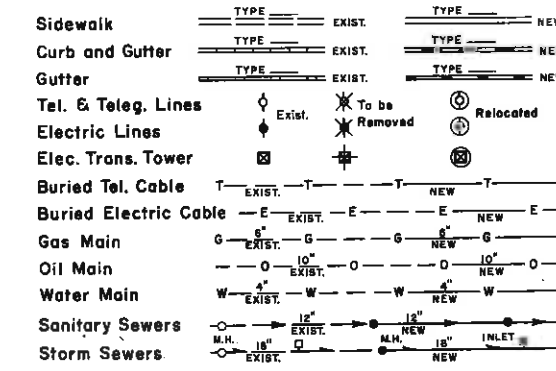 TYPE TYPE
Sidewalk EXIST. NEW
TYPE TYPE
Curb and Gutter EXIST. NEW
TYPE TYPE
Gutter EXIST. NEW
Tel. & Teleg. Lines Exist. To be Removed Relocated
Electric Lines
Elec. Trans. Tower
Buried Tel. Cable T EXIST. T T NEW T
Buried Electric Cable E EXIST. E E NEW E
Gas Main G 6" EXIST. G G 6" NEW G
Oil Main O 10" EXIST. O O 10" NEW O
Water Main W 4" EXIST. W W 4" NEW W
Sanitary Sewers 12" EXIST. 12" NEW
Storm Sewers M.H. 18" EXIST. M.H. 18" NEW INLET